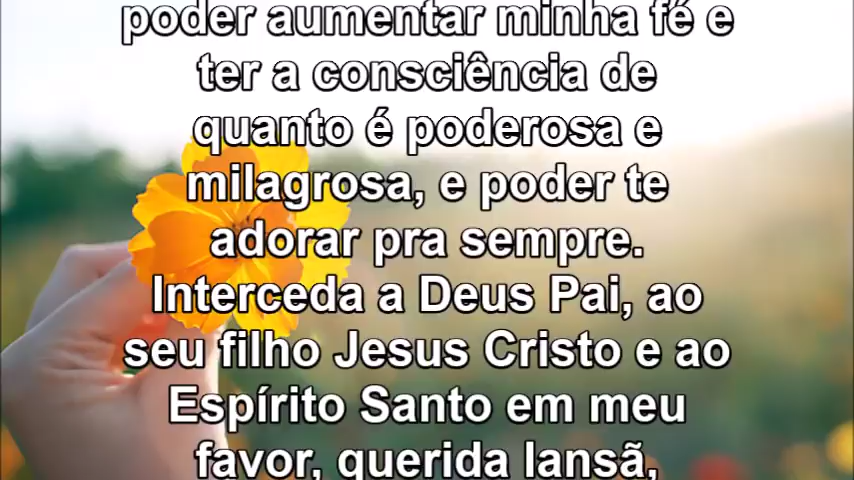 poder aumentar minha fé e
ter a consciência de
quanto é poderosa e
milagrosa, e poder te
adorar pra sempre.
Interceda a Deus Pai, ao
seu filho Jesus Cristo e ao
Espírito Santo em meu
favor, querida Iansã,